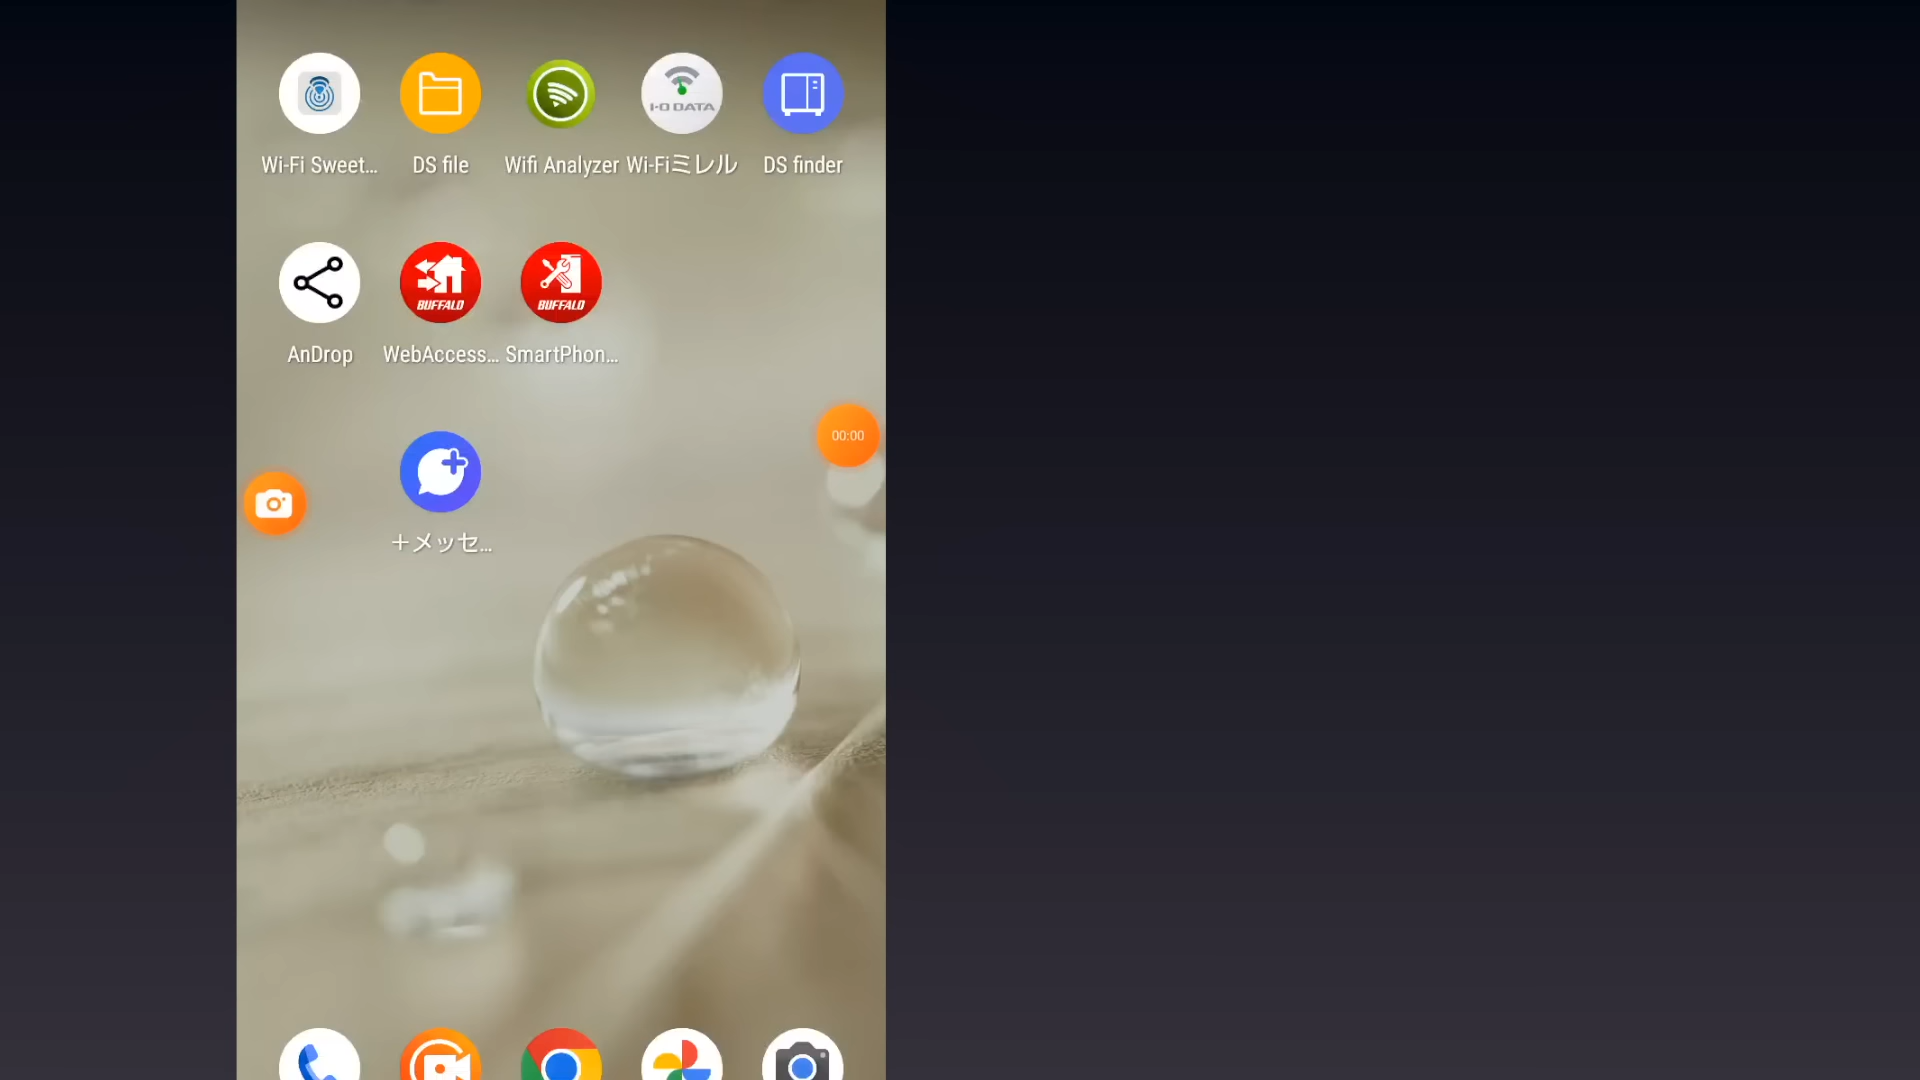 I-O DATA
Wi-Fi Sweet...
DS file
Wifi Analyzer
Wi-Fiミレル
DS finder
BUFFALO
BUFFALO
AnDrop
WebAccess...
SmartPhon...
00:00
＋メッセ...